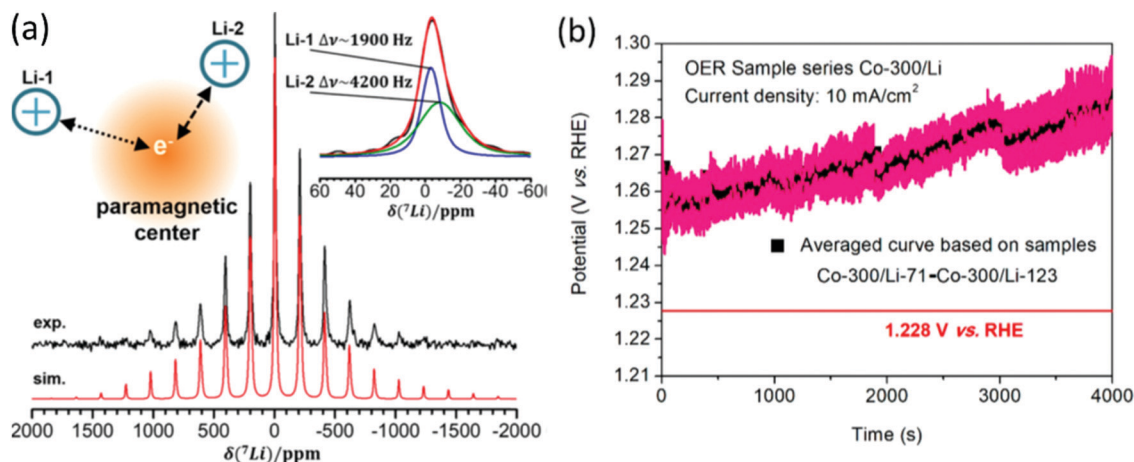 (a)
Li-1
Li-2
e⁻
paramagnetic
center
Li-1 Δν~1900 Hz
Li-2 Δν~4200 Hz
60 40 20 0 -20 -40 -600
δ(⁷Li)/ppm
exp.
sim.
2000 1500 1000 500 0 -500 -1000 -1500 -2000
δ(⁷Li)/ppm
(b)
1.30
1.29
1.28
1.27
1.26
1.25
1.24
1.23
1.22
1.21
Potential (V vs. RHE)
OER Sample series Co-300/Li
Current density: 10 mA/cm²
Averaged curve based on samples
Co-300/Li-71-Co-300/Li-123
1.228 V vs. RHE
0 1000 2000 3000 4000
Time (s)